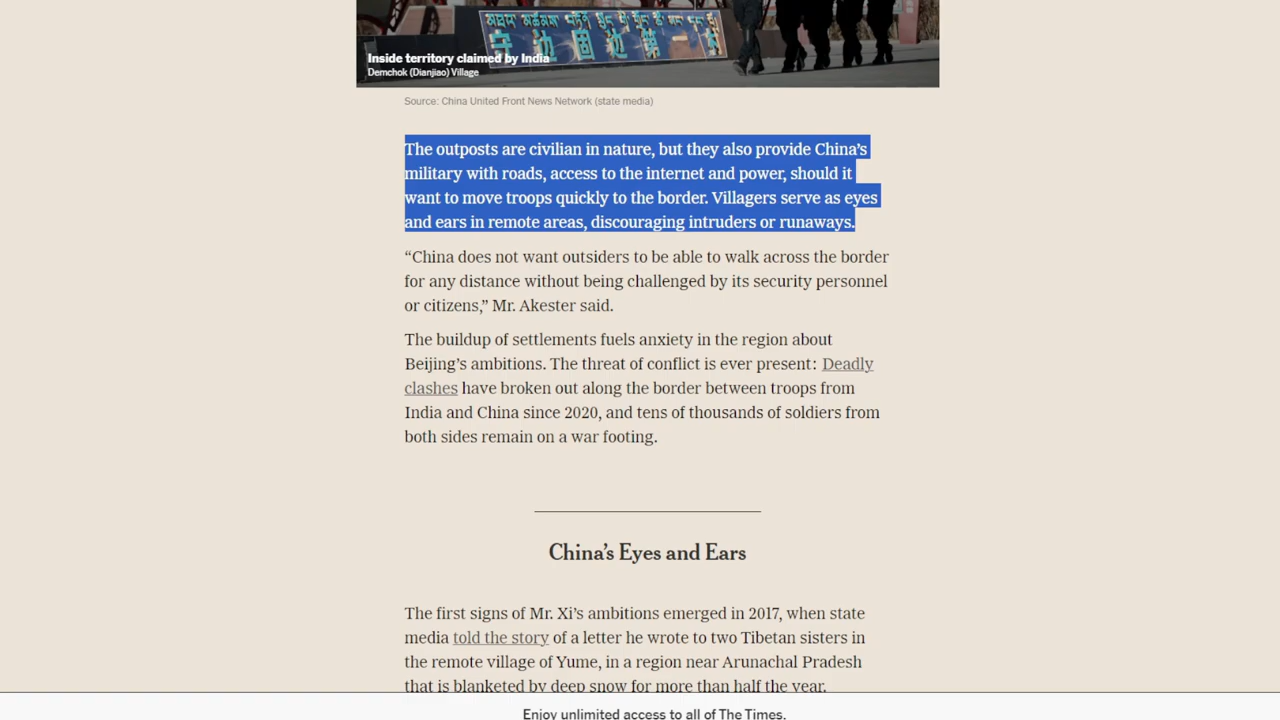 守边固边第一村
Inside territory claimed by India
Demchok (Dianjiao) Village
Source: China United Front News Network (state media)
The outposts are civilian in nature, but they also provide China’s
military with roads, access to the internet and power, should it
want to move troops quickly to the border. Villagers serve as eyes
and ears in remote areas, discouraging intruders or runaways.
“China does not want outsiders to be able to walk across the border
for any distance without being challenged by its security personnel
or citizens,” Mr. Akester said.
The buildup of settlements fuels anxiety in the region about
Beijing’s ambitions. The threat of conflict is ever present: Deadly
clashes have broken out along the border between troops from
India and China since 2020, and tens of thousands of soldiers from
both sides remain on a war footing.
China’s Eyes and Ears
The first signs of Mr. Xi’s ambitions emerged in 2017, when state
media told the story of a letter he wrote to two Tibetan sisters in
the remote village of Yume, in a region near Arunachal Pradesh
that is blanketed by deep snow for more than half the year.
Enjoy unlimited access to all of The Times.